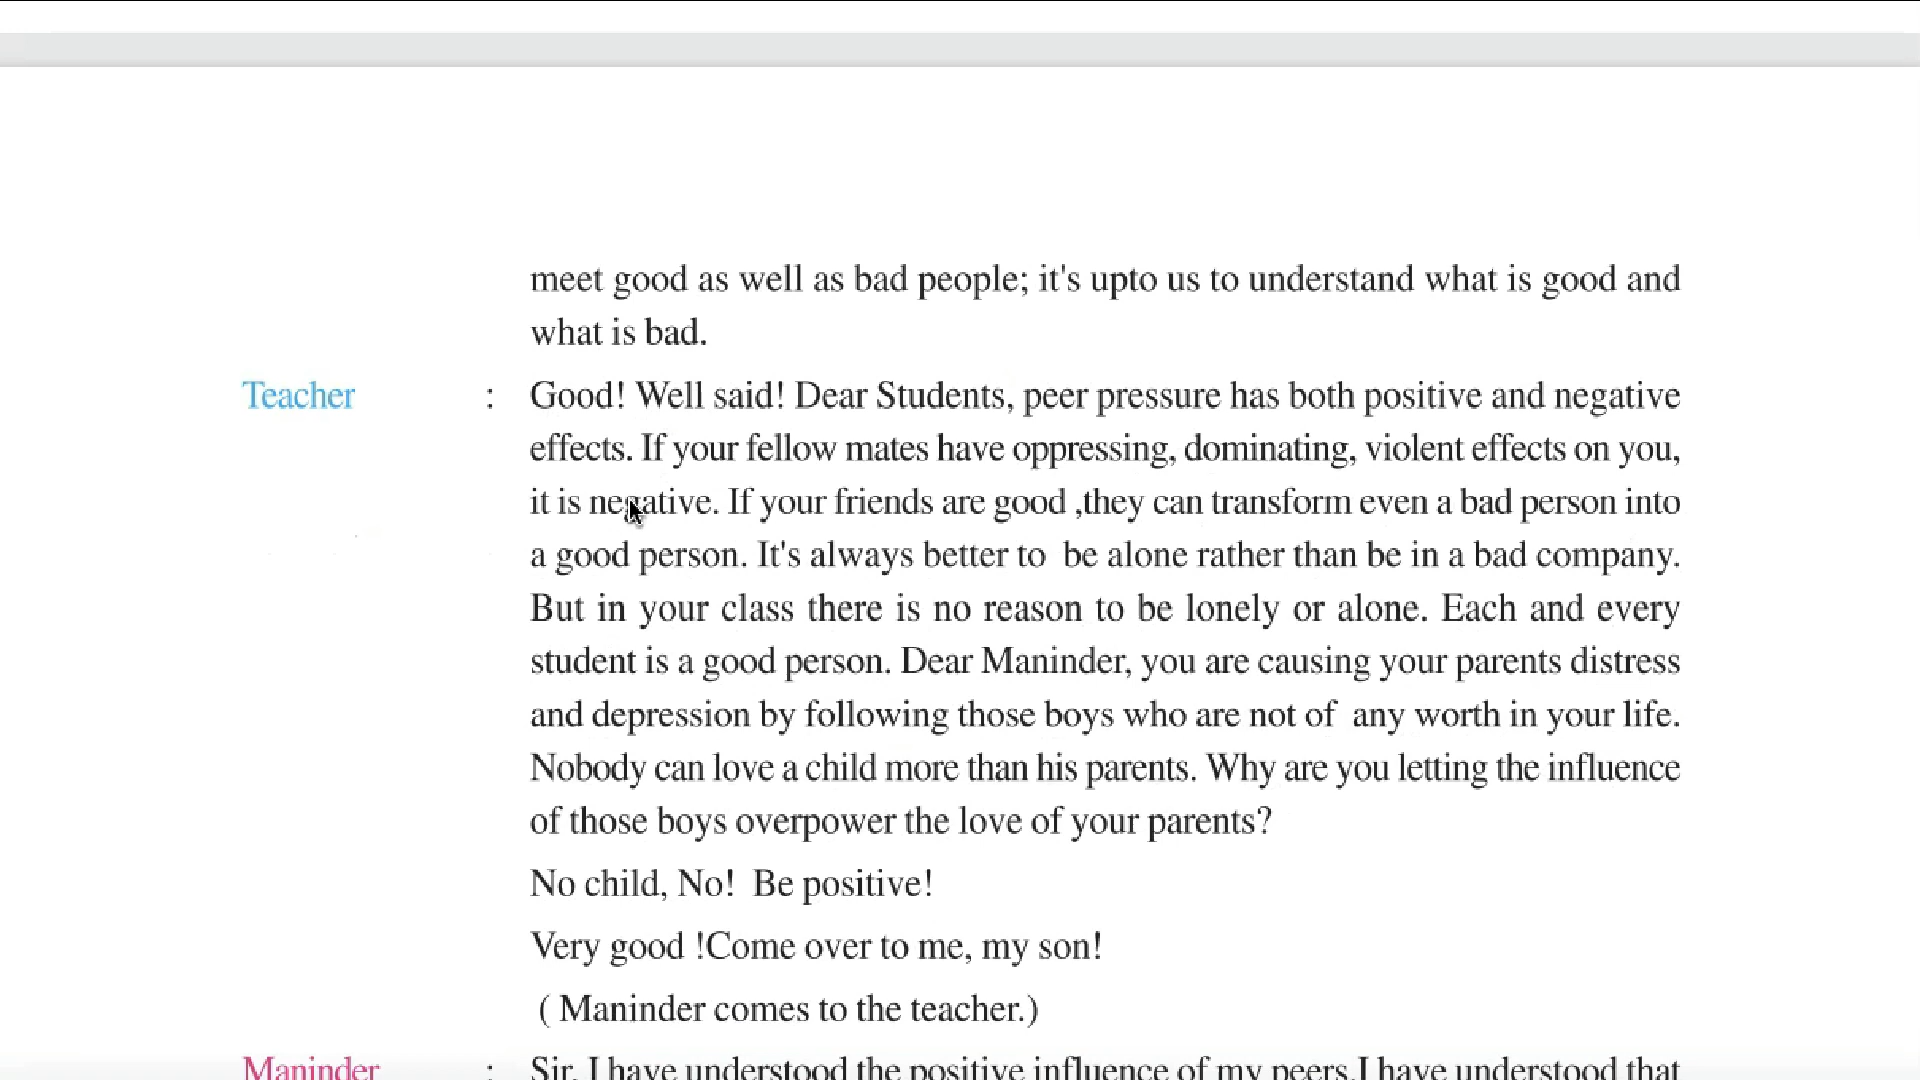 meet good as well as bad people; it's upto us to understand what is good and
what is bad.
Teacher : Good! Well said! Dear Students, peer pressure has both positive and negative
effects. If your fellow mates have oppressing, dominating, violent effects on you,
it is negative. If your friends are good ,they can transform even a bad person into
a good person. It's always better to be alone rather than be in a bad company.
But in your class there is no reason to be lonely or alone. Each and every
student is a good person. Dear Maninder, you are causing your parents distress
and depression by following those boys who are not of any worth in your life.
Nobody can love a child more than his parents. Why are you letting the influence
of those boys overpower the love of your parents?
No child, No! Be positive!
Very good !Come over to me, my son!
( Maninder comes to the teacher.)
Maninder : Sir, I have understood the positive influence of my peers.I have understood that